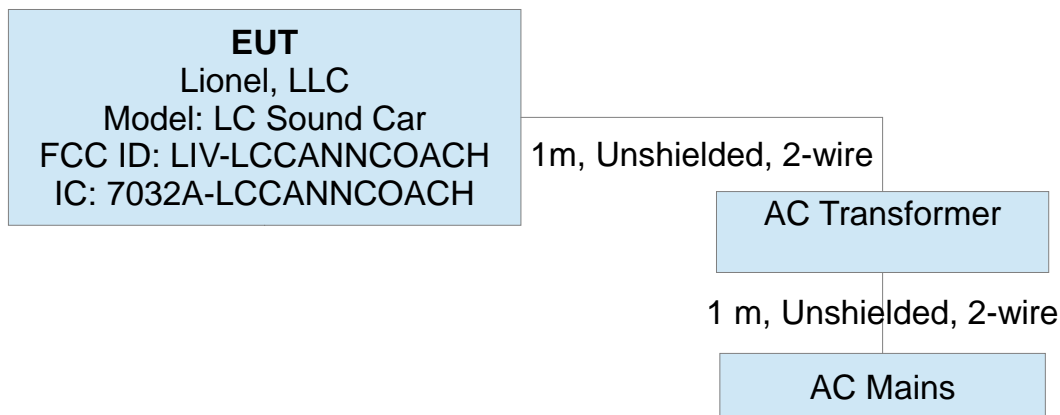 EUT
Lionel, LLC
Model: LC Sound Car
FCC ID: LIV-LCCANNCOACH
IC: 7032A-LCCANNCOACH
1m, Unshielded, 2-wire
AC Transformer
1 m, Unshielded, 2-wire
AC Mains